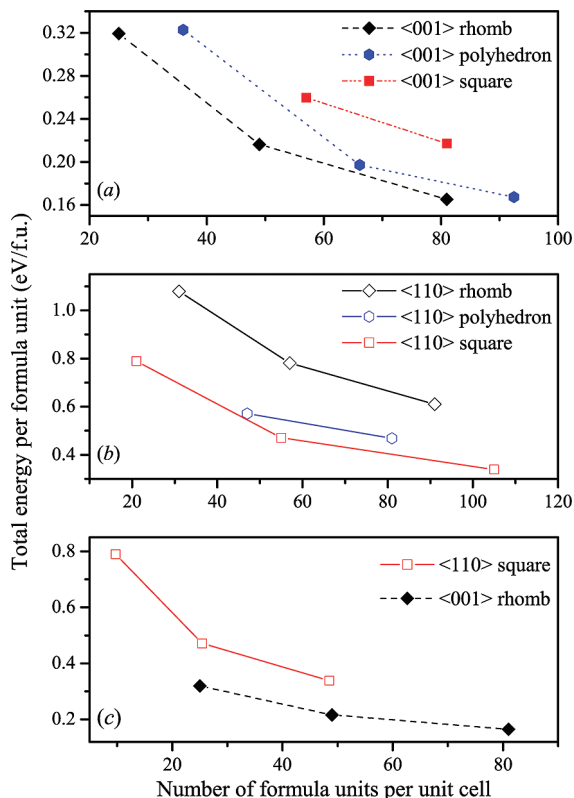 Total energy per formula unit (eV/f.u.)
0.32
0.28
0.24
0.20
0.16
<001> rhomb
<001> polyhedron
<001> square
(a)
20 40 60 80 100
1.0
0.8
0.6
0.4
<110> rhomb
<110> polyhedron
<110> square
(b)
0 20 40 60 80 100 120
0.8
0.6
0.4
0.2
<110> square
<001> rhomb
(c)
20 40 60 80
Number of formula units per unit cell